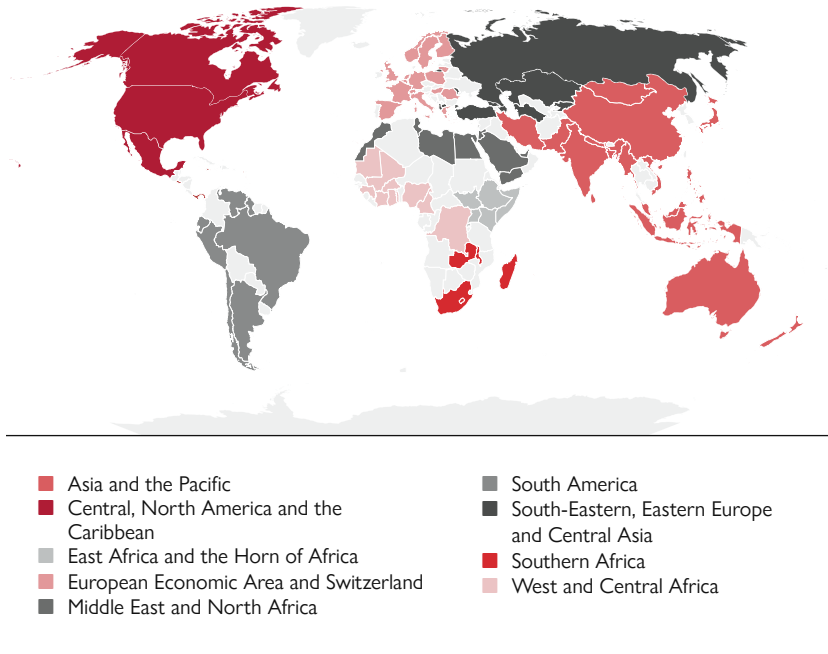 Asia and the Pacific
Central, North America and the
Caribbean
East Africa and the Horn of Africa
European Economic Area and Switzerland
Middle East and North Africa
South America
South-Eastern, Eastern Europe
and Central Asia
Southern Africa
West and Central Africa